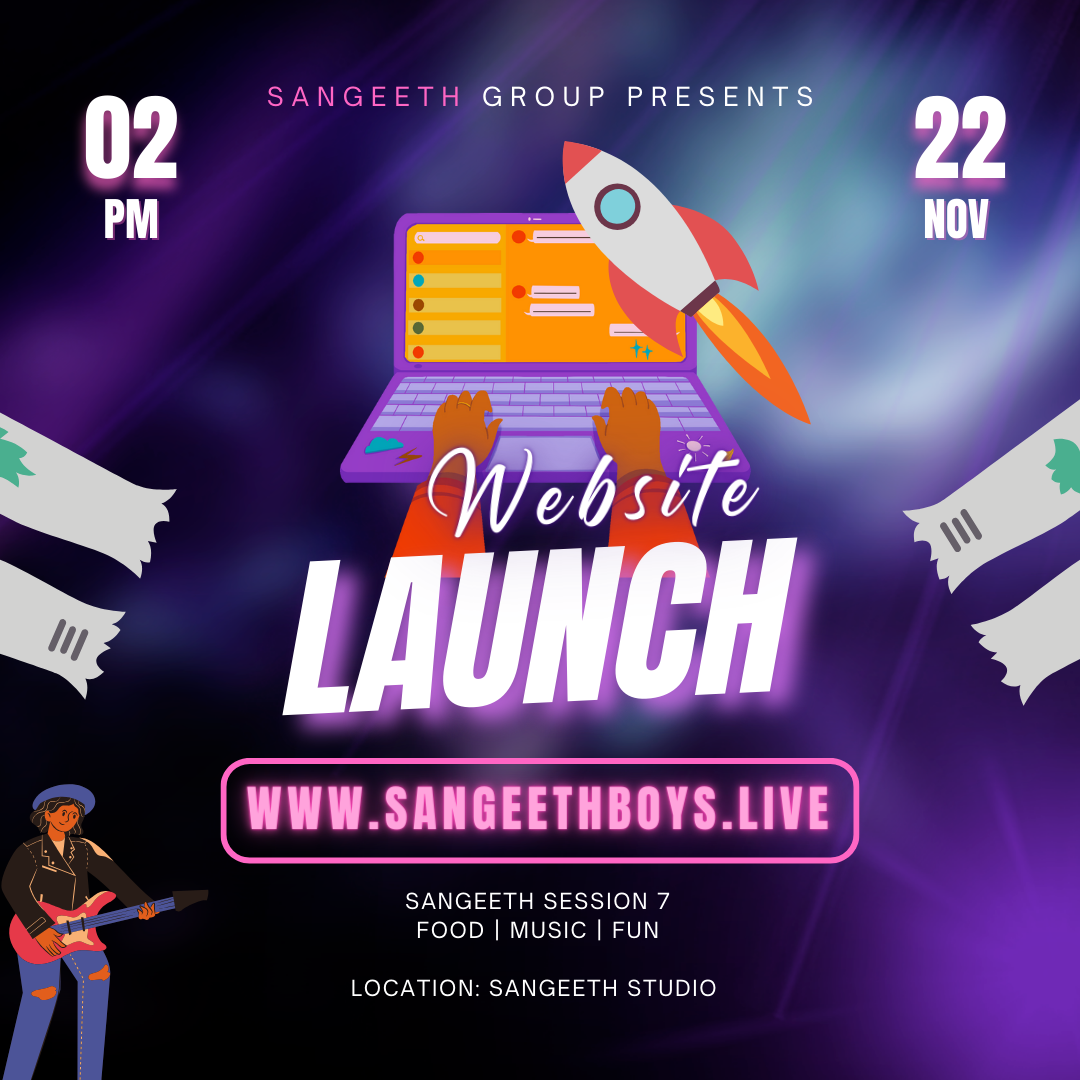 SANGEETH GROUP PRESENTS
02
PM
22
NOV
Website
LAUNCH
WWW.SANGEETHBOYS.LIVE
SANGEETH SESSION 7
FOOD | MUSIC | FUN
LOCATION: SANGEETH STUDIO